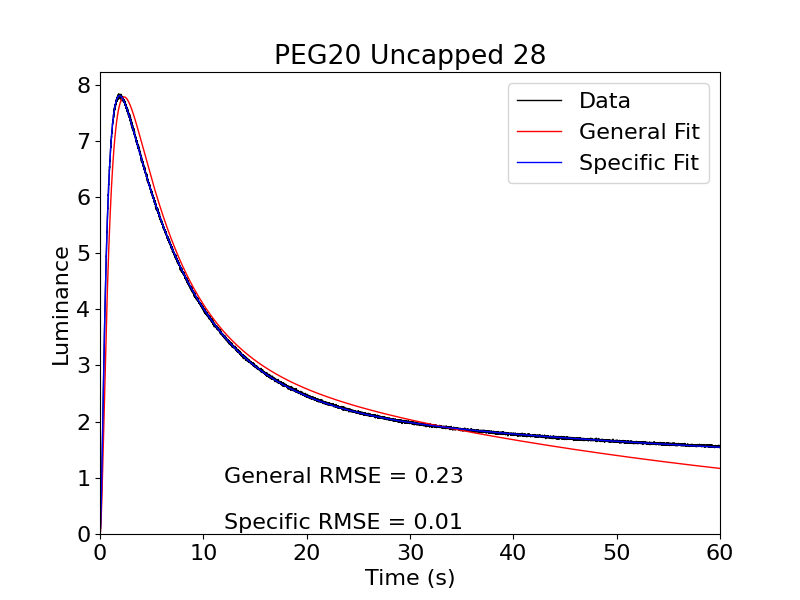 PEG20 Uncapped 28
Data
General Fit
Specific Fit
Luminance
8
7
6
5
4
3
2
1
0
General RMSE = 0.23
Specific RMSE = 0.01
0 10 20 30 40 50 60
Time (s)